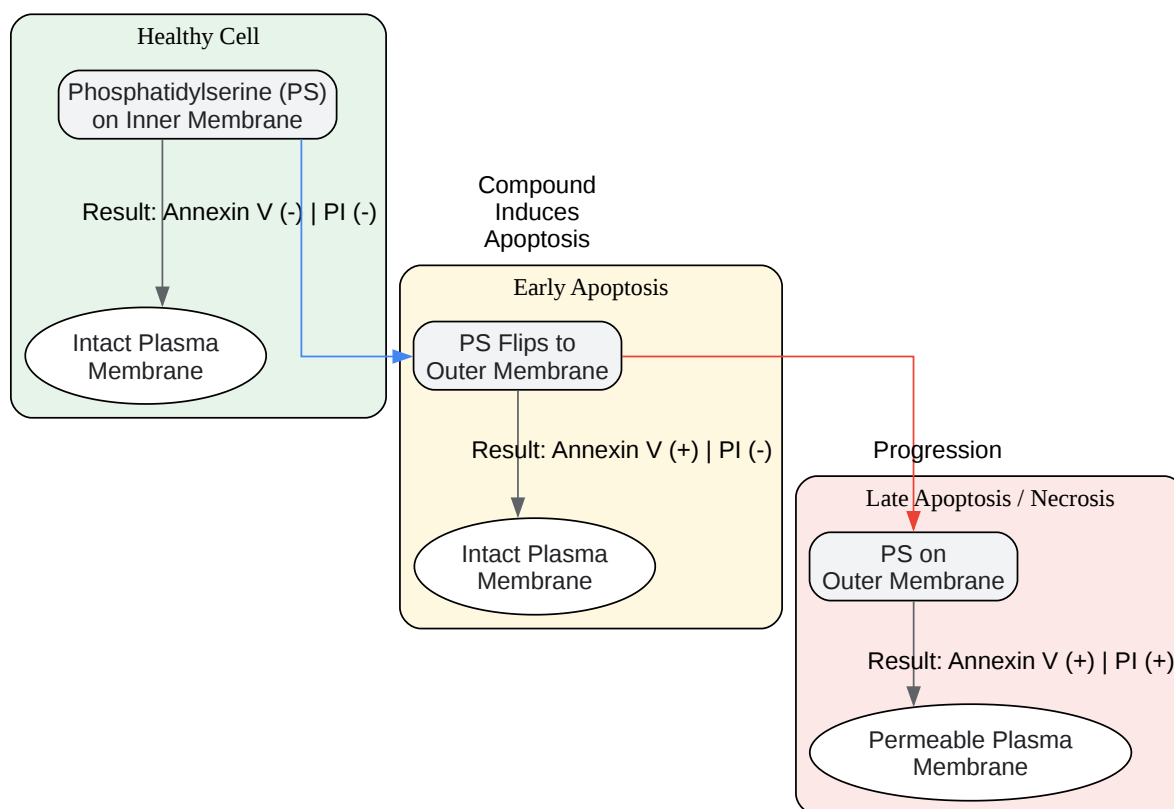 Healthy Cell
Phosphatidylserine (PS)
on Inner Membrane
Result: Annexin V (-) | PI (-)
Intact Plasma
Membrane
Compound
Induces
Apoptosis
Early Apoptosis
PS Flips to
Outer Membrane
Result: Annexin V (+) | PI (-)
Intact Plasma
Membrane
Progression
Late Apoptosis / Necrosis
PS on
Outer Membrane
Result: Annexin V (+) | PI (+)
Permeable Plasma
Membrane